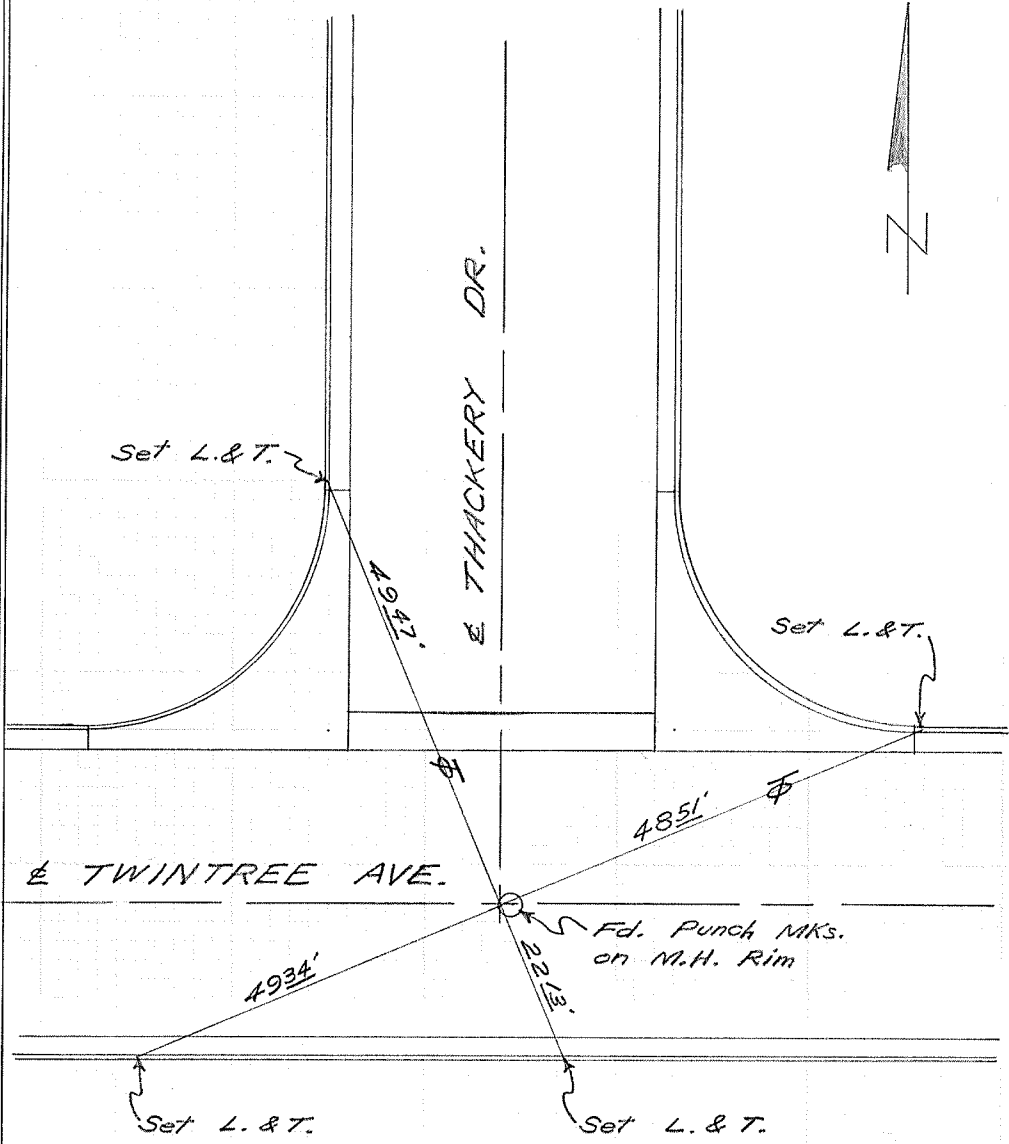 N
℄ THACKERY DR.
Set L.&T.
49 47'
Set L.&T.
48 51'
℄ TWINTREE AVE.
Fd. Punch MKs.
on M.H. Rim
22 13'
49 34'
Set L.&T.
Set L.&T.